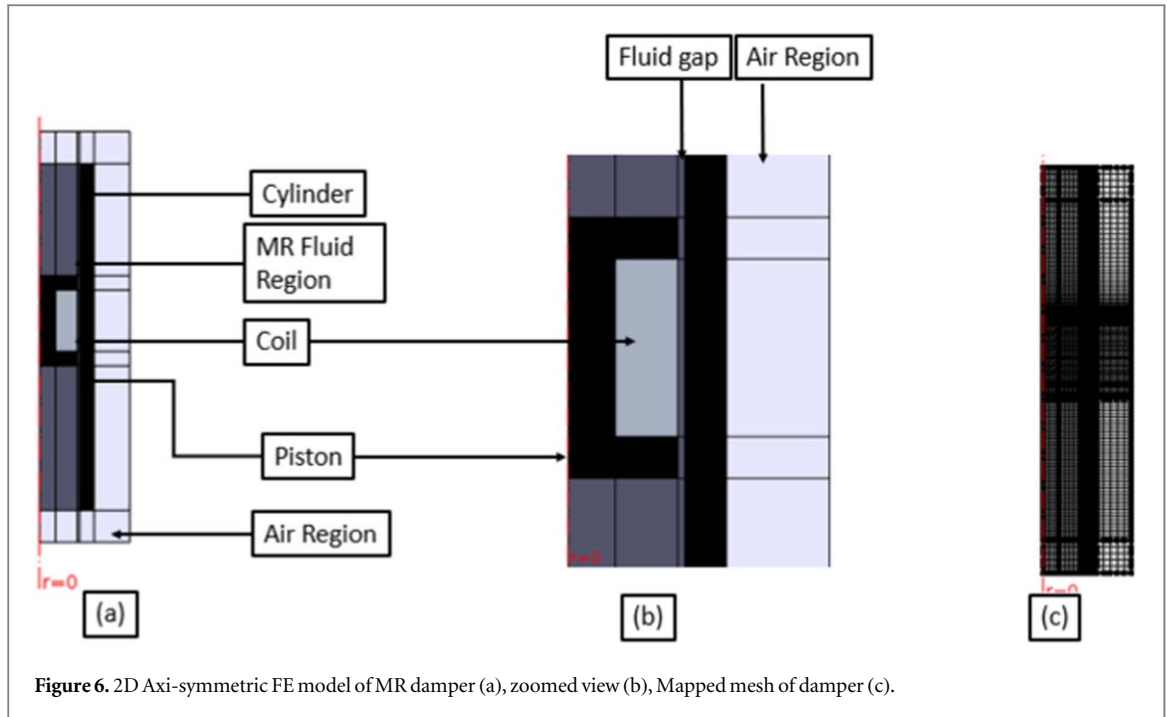 Fluid gap
Air Region
Cylinder
MR Fluid
Region
Coil
Piston
Air Region
r=0
r=0
r=0
(a)
(b)
(c)
Figure 6. 2D Axi-symmetric FE model of MR damper (a), zoomed view (b), Mapped mesh of damper (c).